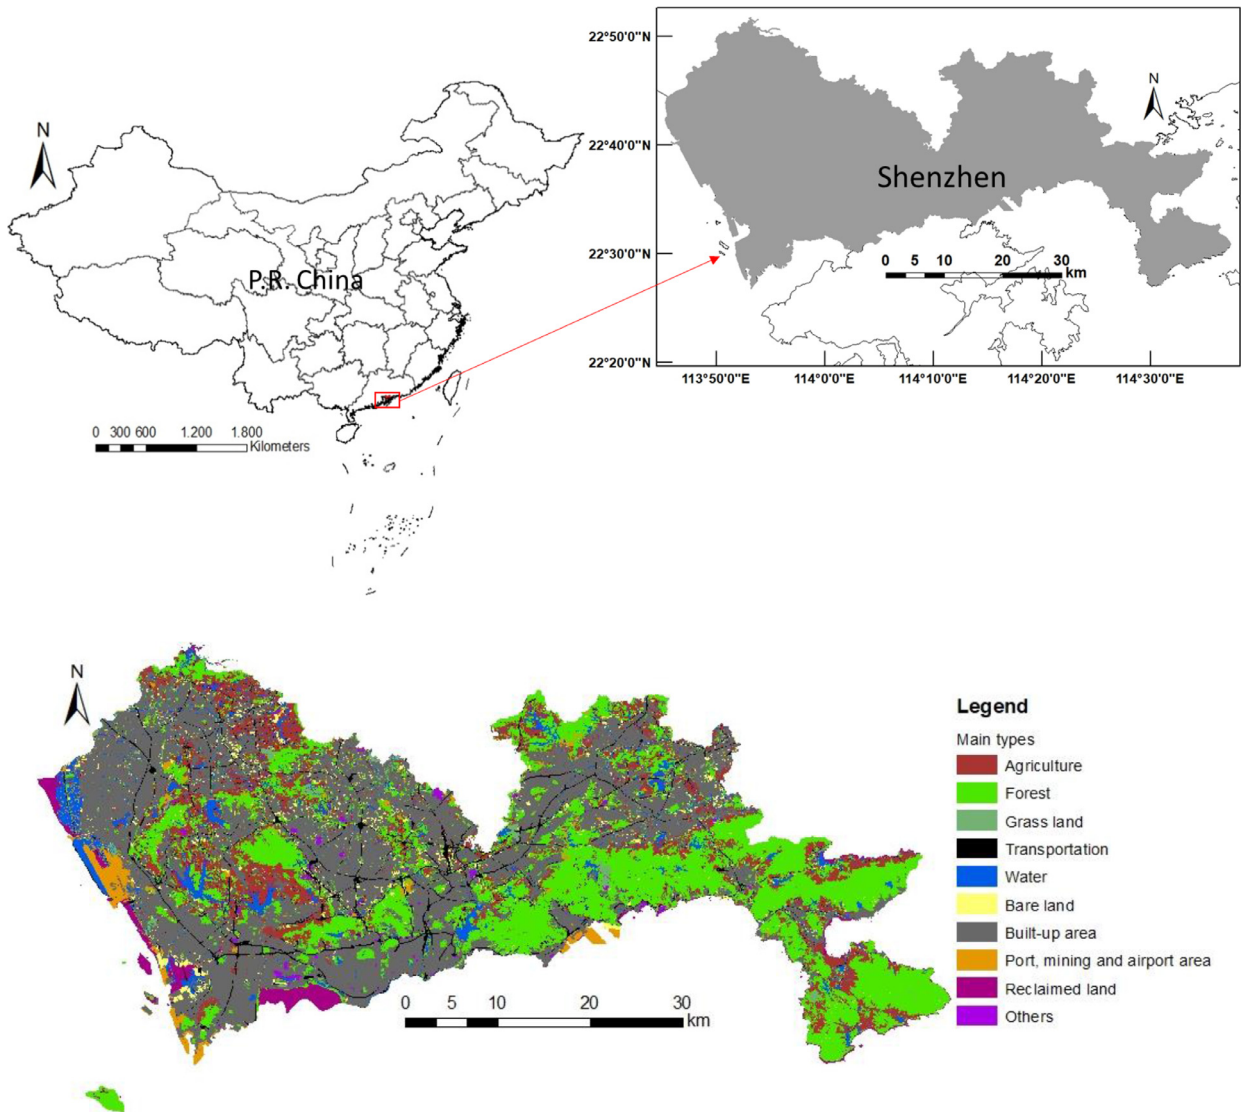 N
P.R. China
0 300 600 1.200 1.800
Kilometers
22°50'0"N
22°40'0"N
22°30'0"N
22°20'0"N
113°50'0"E 114°0'0"E 114°10'0"E 114°20'0"E 114°30'0"E
N
Shenzhen
0 5 10 20 30
km
N
0 5 10 20 30
km
Legend
Main types
Agriculture
Forest
Grass land
Transportation
Water
Bare land
Built-up area
Port, mining and airport area
Reclaimed land
Others